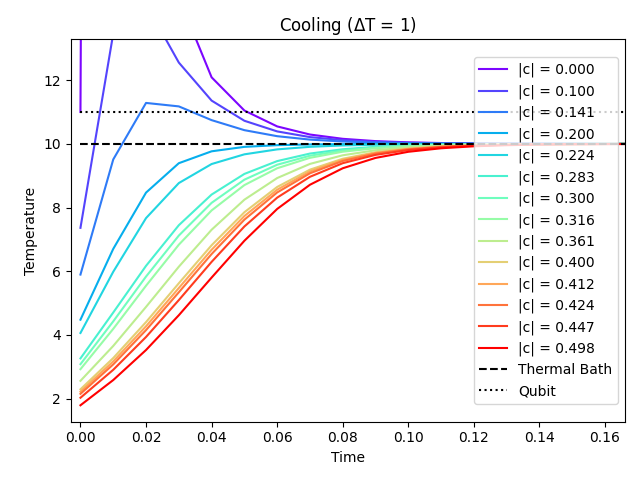 Cooling (ΔT = 1)
Temperature
12
10
8
6
4
2
0.00
0.02
0.04
0.06
0.08
0.10
0.12
0.14
0.16
Time
|c| = 0.000
|c| = 0.100
|c| = 0.141
|c| = 0.200
|c| = 0.224
|c| = 0.283
|c| = 0.300
|c| = 0.316
|c| = 0.361
|c| = 0.400
|c| = 0.412
|c| = 0.424
|c| = 0.447
|c| = 0.498
Thermal Bath
Qubit